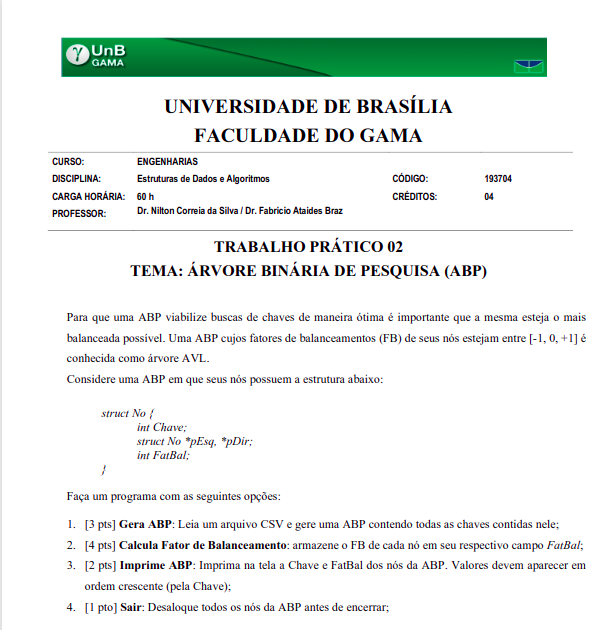 UnB
GAMA
UNIVERSIDADE DE BRASÍLIA
FACULDADE DO GAMA
CURSO: ENGENHARIAS
DISCIPLINA: Estruturas de Dados e Algoritmos CÓDIGO: 193704
CARGA HORÁRIA: 60 h CRÉDITOS: 04
PROFESSOR: Dr. Nilton Correia da Silva / Dr. Fabricio Ataides Braz
TRABALHO PRÁTICO 02
TEMA: ÁRVORE BINÁRIA DE PESQUISA (ABP)
Para que uma ABP viabilize buscas de chaves de maneira ótima é importante que a mesma esteja o mais
balanceada possível. Uma ABP cujos fatores de balanceamentos (FB) de seus nós estejam entre [-1, 0, +1] é
conhecida como árvore AVL.
Considere uma ABP em que seus nós possuem a estrutura abaixo:
struct No {
int Chave;
struct No *pEsq, *pDir;
int FatBal;
}
Faça um programa com as seguintes opções:
1. [3 pts] Gera ABP: Leia um arquivo CSV e gere uma ABP contendo todas as chaves contidas nele;
2. [4 pts] Calcula Fator de Balanceamento: armazene o FB de cada nó em seu respectivo campo FatBal;
3. [2 pts] Imprime ABP: Imprima na tela a Chave e FatBal dos nós da ABP. Valores devem aparecer em
ordem crescente (pela Chave);
4. [1 pto] Sair: Desaloque todos os nós da ABP antes de encerrar;